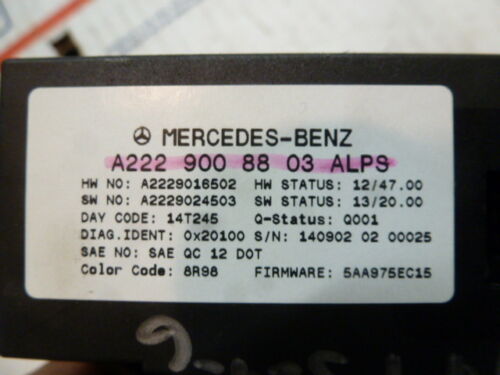 MERCEDES-BENZ
A222 900 88 03 ALPS
HW NO: A2229016502 HW STATUS: 12/47.00
SW NO: A2229024503 SW STATUS: 13/20.00
DAY CODE: 14T245 Q-Status: Q001
DIAG.IDENT: 0x20100 S/N: 140902 02 00025
SAE NO: SAE QC 12 DOT
Color Code: 8R98 FIRMWARE: 5AA975EC15